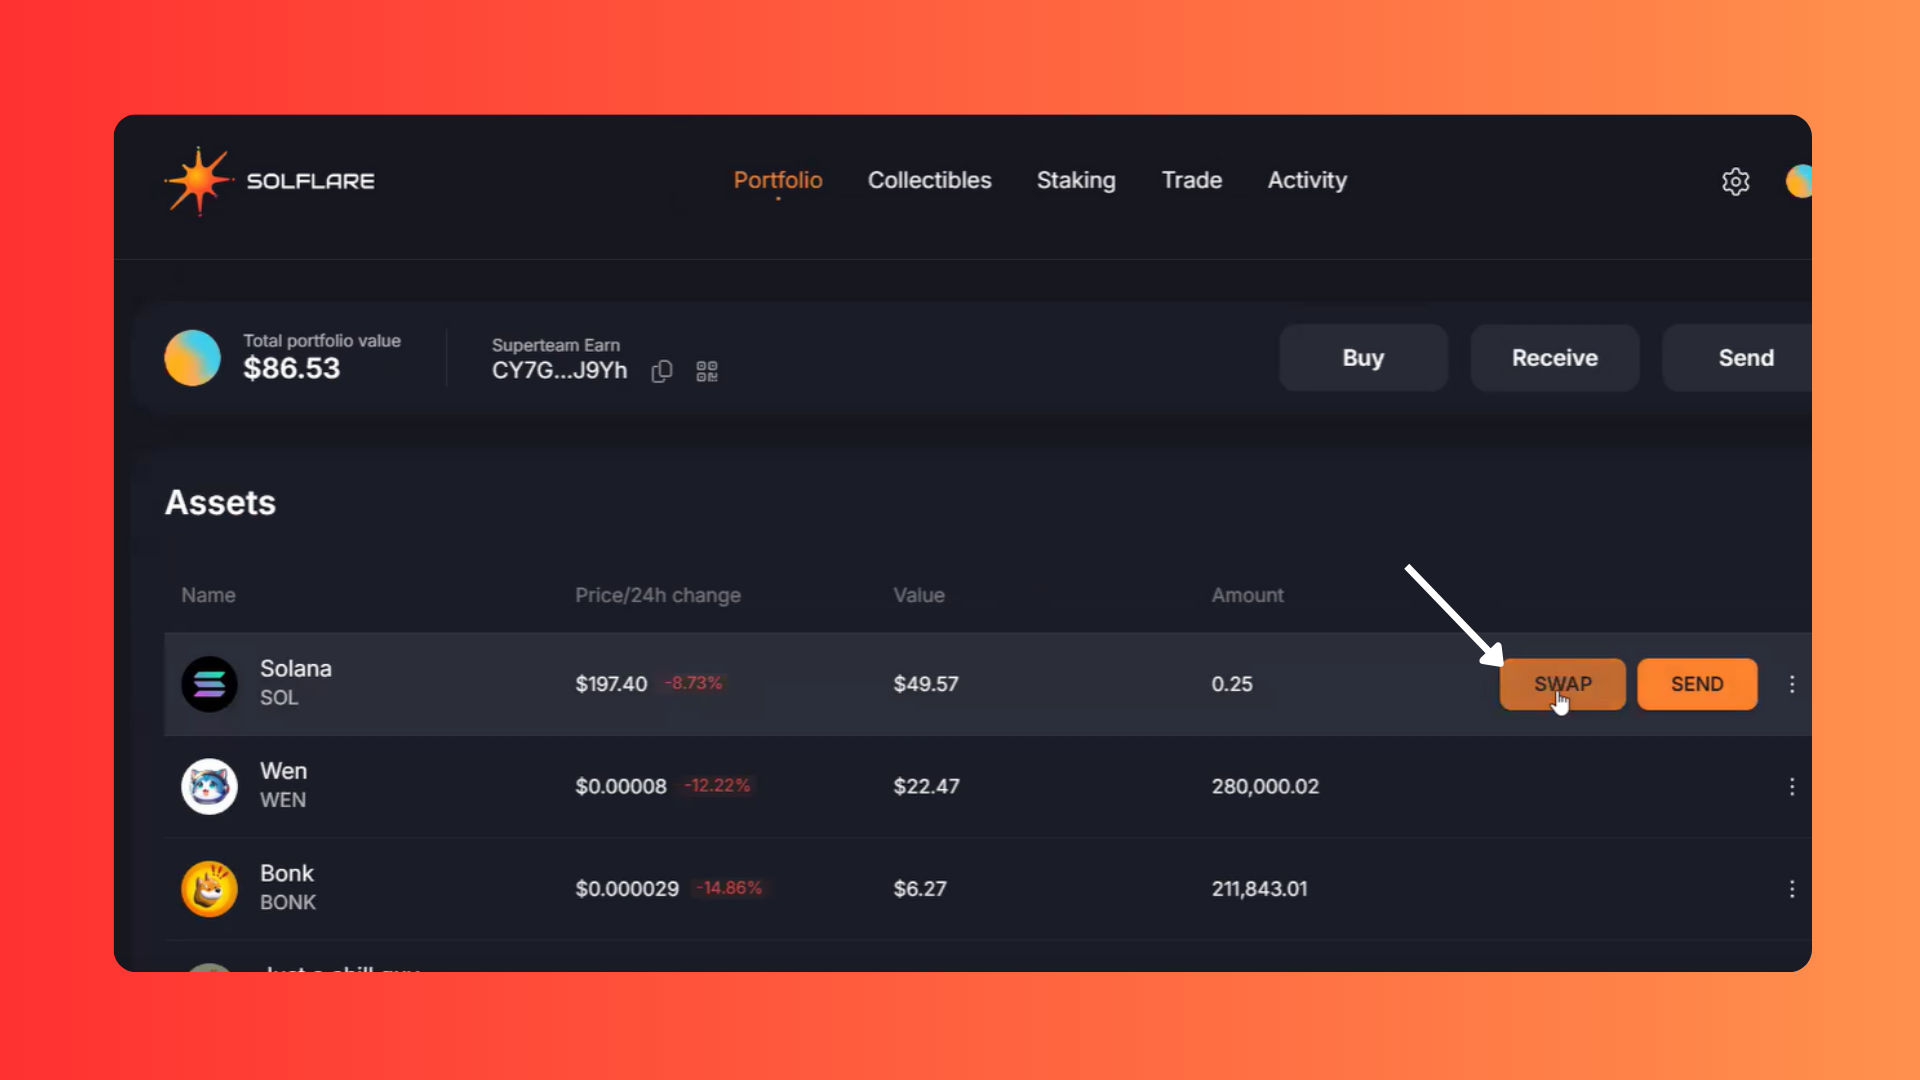 SOLFLARE
Portfolio Collectibles Staking Trade Activity
Total portfolio value
$86.53
Superteam Earn
CY7G...J9Yh
Buy Receive Send
Assets
Name Price/24h change Value Amount
Solana
SOL
$197.40 -8.73% $49.57 0.25 SWAP SEND
Wen
WEN
$0.00008 -12.22% $22.47 280,000.02
Bonk
BONK
$0.000029 -14.86% $6.27 211,843.01
Just a chill guy